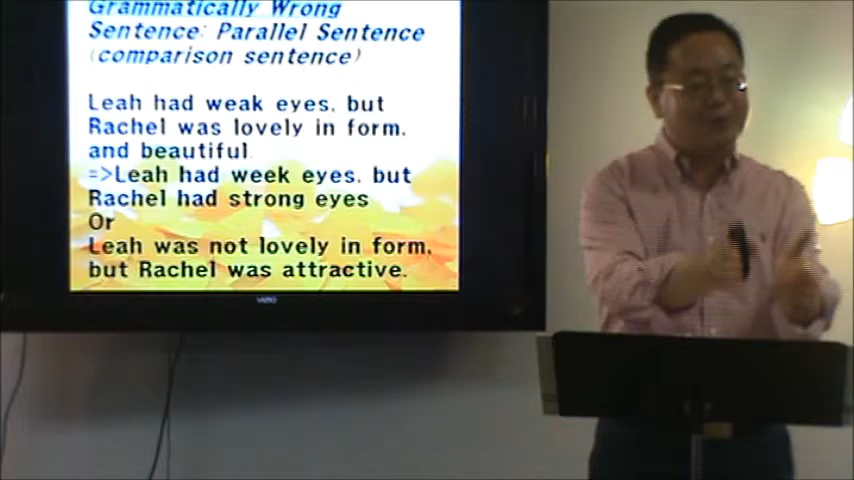 Grammatically Wrong
Sentence: Parallel Sentence
(comparison sentence)
Leah had weak eyes, but
Rachel was lovely in form,
and beautiful.
=>Leah had week eyes, but
Rachel had strong eyes
Or
Leah was not lovely in form,
but Rachel was attractive.
VIZIO